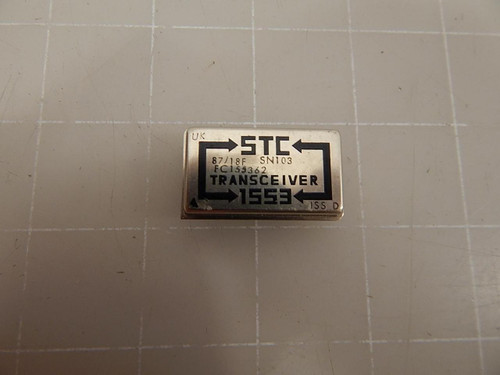 UK
STC
87/18F SN103
FC155362
TRANSCEIVER
1553
ISS D